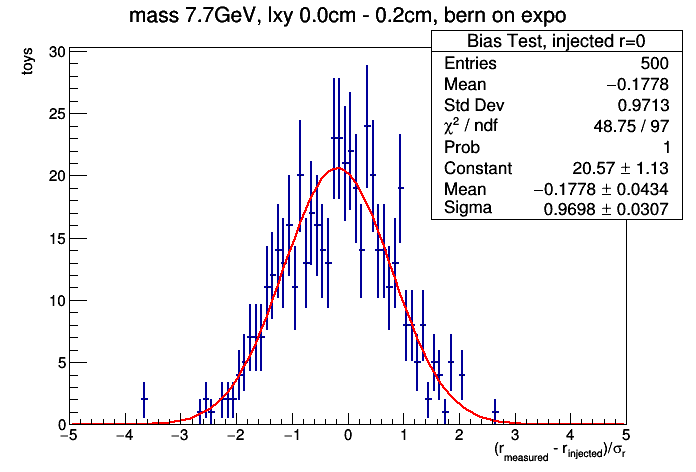 mass 7.7GeV, lxy 0.0cm - 0.2cm, bern on expo
Bias Test, injected r=0
Entries 500
Mean −0.1778
Std Dev 0.9713
χ² / ndf 48.75 / 97
Prob 1
Constant 20.57 ± 1.13
Mean −0.1778 ± 0.0434
Sigma 0.9698 ± 0.0307
toys
30
25
20
15
10
5
0
−5 −4 −3 −2 −1 0 1 2 3 4 5
(r_measured - r_injected)/σ_r